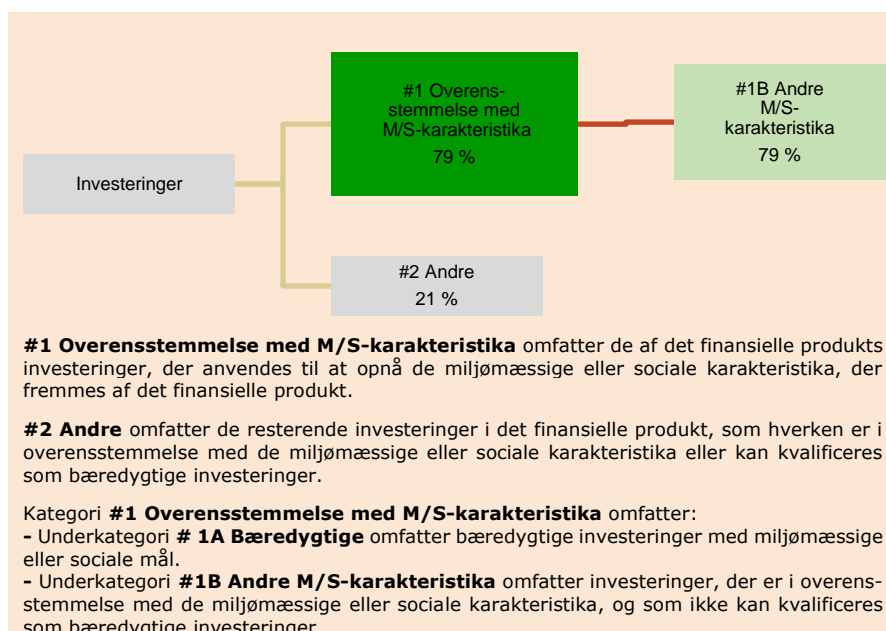 #1 Overens-
stemmelse med
M/S-karakteristika
79 %
#1B Andre
M/S-
karakteristika
79 %
Investeringer
#2 Andre
21 %
#1 Overensstemmelse med M/S-karakteristika omfatter de af det finansielle produkts
investeringer, der anvendes til at opnå de miljømæssige eller sociale karakteristika, der
fremmes af det finansielle produkt.
#2 Andre omfatter de resterende investeringer i det finansielle produkt, som hverken er i
overensstemmelse med de miljømæssige eller sociale karakteristika eller kan kvalificeres
som bæredygtige investeringer.
Kategori #1 Overensstemmelse med M/S-karakteristika omfatter:
- Underkategori # 1A Bæredygtige omfatter bæredygtige investeringer med miljømæssige
eller sociale mål.
- Underkategori #1B Andre M/S-karakteristika omfatter investeringer, der er i overens-
stemmelse med de miljømæssige eller sociale karakteristika, og som ikke kan kvalificeres
som bæredygtige investeringer.